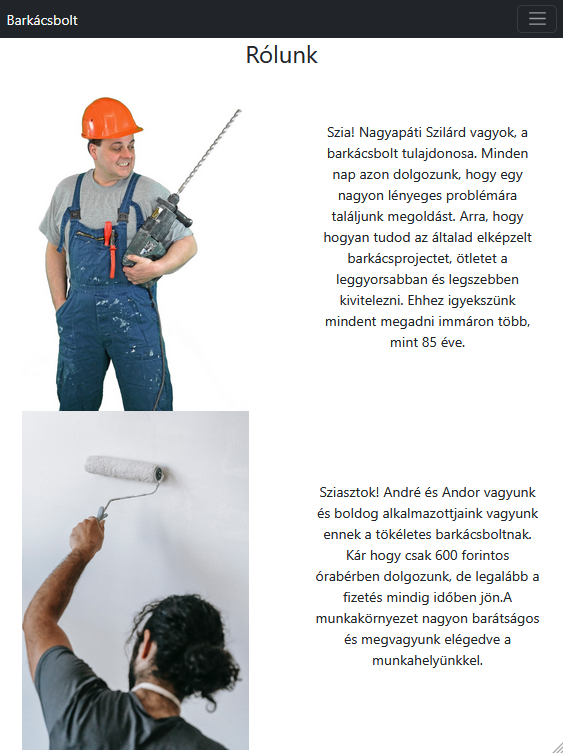 Barkácsbolt
Rólunk
Szia! Nagyapáti Szilárd vagyok, a
barkácsbolt tulajdonosa. Minden
nap azon dolgozunk, hogy egy
nagyon lényeges problémára
találjunk megoldást. Arra, hogy
hogyan tudod az általad elképzelt
barkácsprojectet, ötletet a
leggyorsabban és legszebben
kivitelezni. Ehhez igyekszünk
mindent megadni immáron több,
mint 85 éve.
Sziasztok! André és Andor vagyunk
és boldog alkalmazottjaink vagyunk
ennek a tökéletes barkácsboltnak.
Kár hogy csak 600 forintos
órabérben dolgozunk, de legalább a
fizetés mindig időben jön.A
munkakörnyezet nagyon barátságos
és megvagyunk elégedve a
munkahelyünkkel.